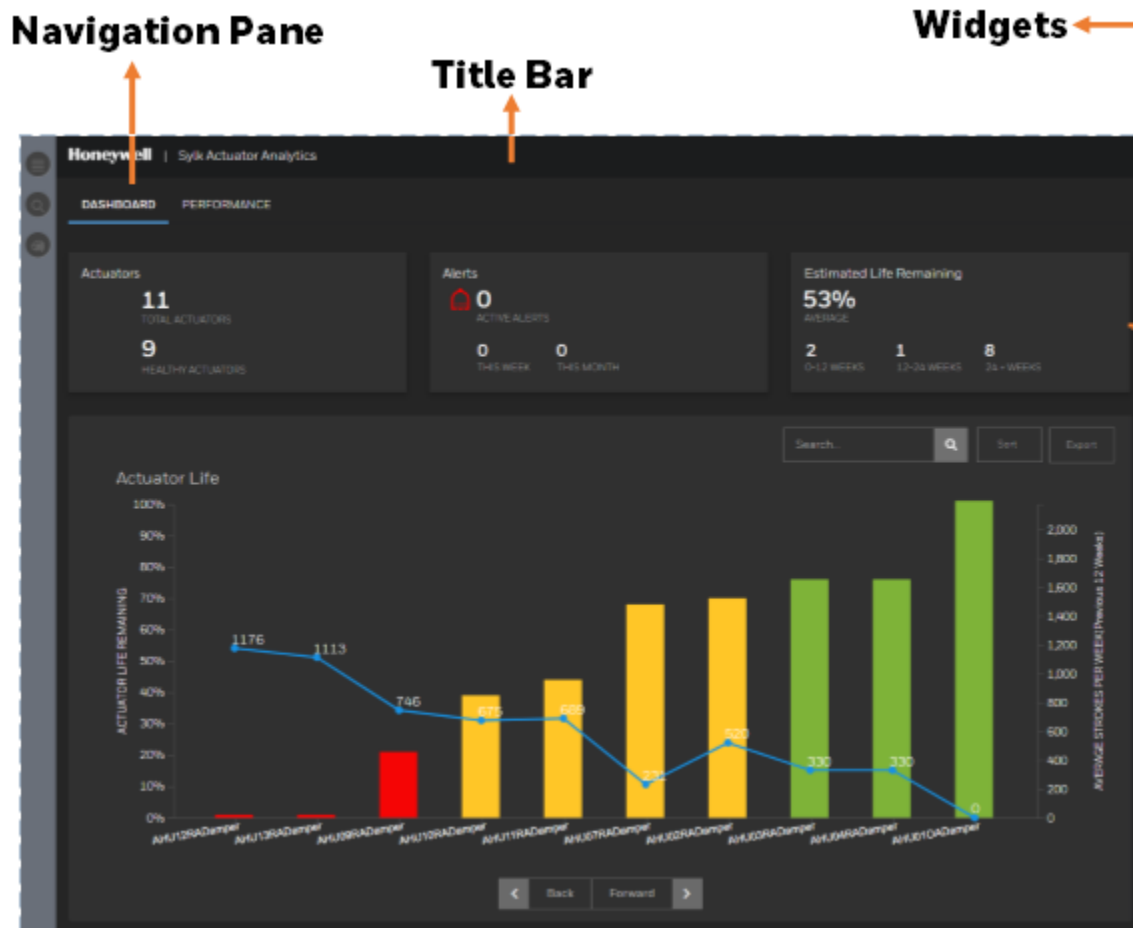 Navigation Pane
Widgets
Title Bar
Honeywell | Sylk Actuator Analytics
DASHBOARD PERFORMANCE
Actuators
11
TOTAL ACTUATORS
9
HEALTHY ACTUATORS
Alerts
0
ACTIVE ALERTS
0 0
THIS WEEK THIS MONTH
Estimated Life Remaining
53%
AVERAGE
2 1 8
0-12 WEEKS 12-24 WEEKS 24 + WEEKS
Search.. Sort Export
Actuator Life
100%
90%
80%
70%
60%
50%
40%
30%
20%
10%
0%
ACTUATOR LIFE REMAINING
1176
1113
746
675
689
520
330
330
0
2,000
1,800
1,600
1,400
1,200
1,000
800
600
400
200
0
AVERAGE STROKES PER WEEK(Previous 12 Weeks)
AHU12RADamper
AHU13RADamper
AHU09RADamper
AHU10RADamper
AHU11RADamper
AHU07RADamper
AHU02RADamper
AHU03RADamper
AHU04RADamper
AHU01OADamper
Back Forward